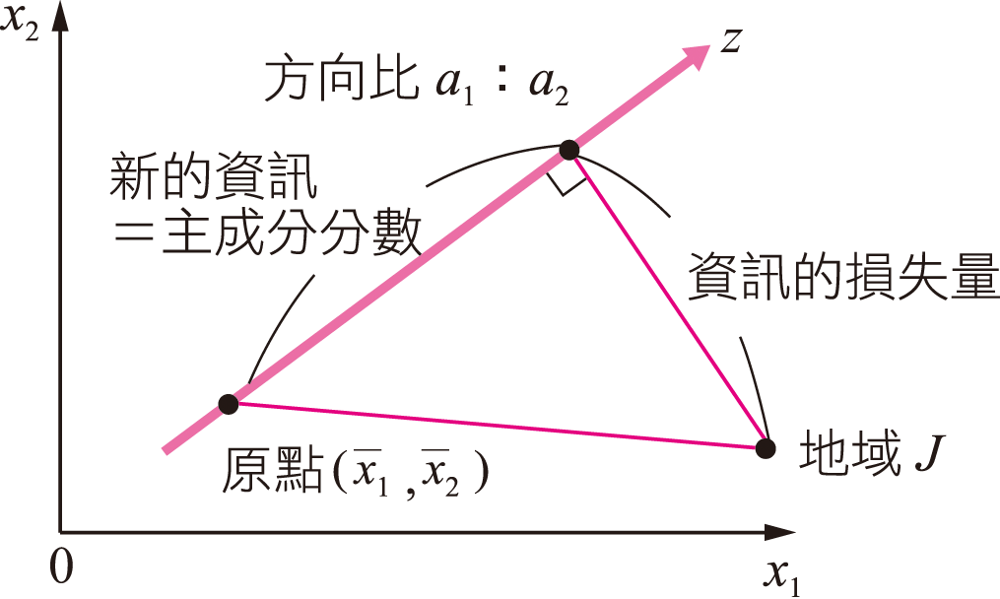 x₂
z
方向比 a₁：a₂
新的資訊
＝主成分分數
資訊的損失量
地域 J
原點(x̄₁,x̄₂)
0
x₁